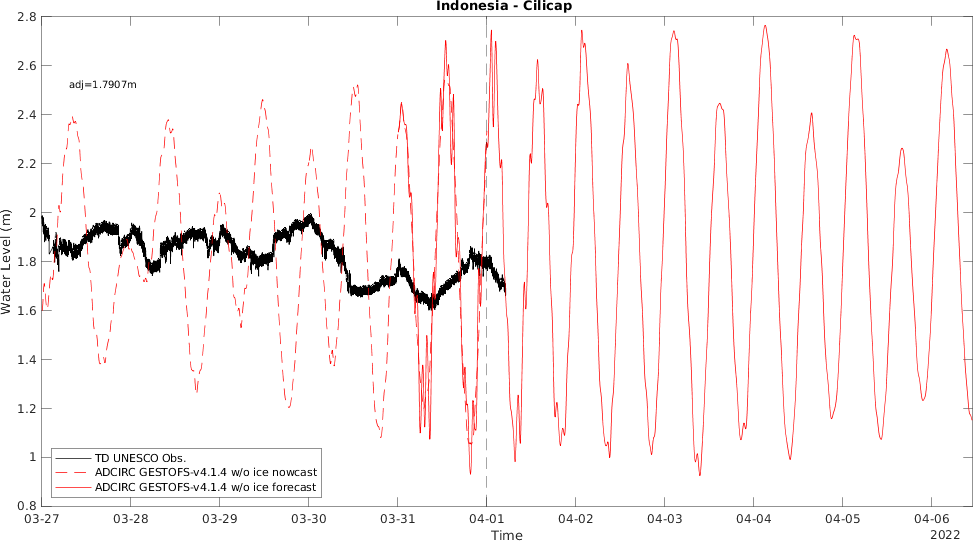 Indonesia - Cilicap
adj=1.7907m
Water Level (m)
2.8
2.6
2.4
2.2
2
1.8
1.6
1.4
1.2
1
0.8
TD UNESCO Obs.
ADCIRC GESTOFS-v4.1.4 w/o ice nowcast
ADCIRC GESTOFS-v4.1.4 w/o ice forecast
03-27 03-28 03-29 03-30 03-31 04-01 04-02 04-03 04-04 04-05 04-06
Time
2022